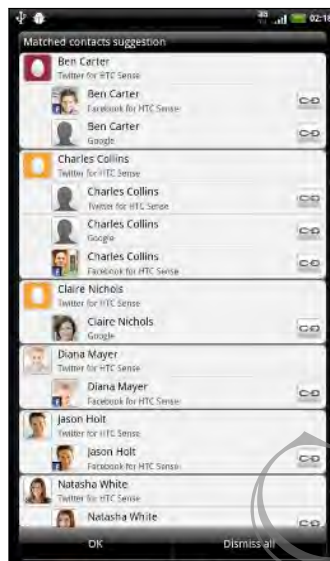 3G
02:18
Matched contacts suggestion
Ben Carter
Twitter for HTC Sense
Ben Carter
Facebook for HTC Sense
Ben Carter
Google
Charles Collins
Twitter for HTC Sense
Charles Collins
Twitter for HTC Sense
Charles Collins
Google
Charles Collins
Facebook for HTC Sense
Claire Nichols
Twitter for HTC Sense
Claire Nichols
Google
Diana Mayer
Twitter for HTC Sense
Diana Mayer
Facebook for HTC Sense
Jason Holt
Twitter for HTC Sense
Jason Holt
Facebook for HTC Sense
Natasha White
Twitter for HTC Sense
Natasha White
OK Dismiss all